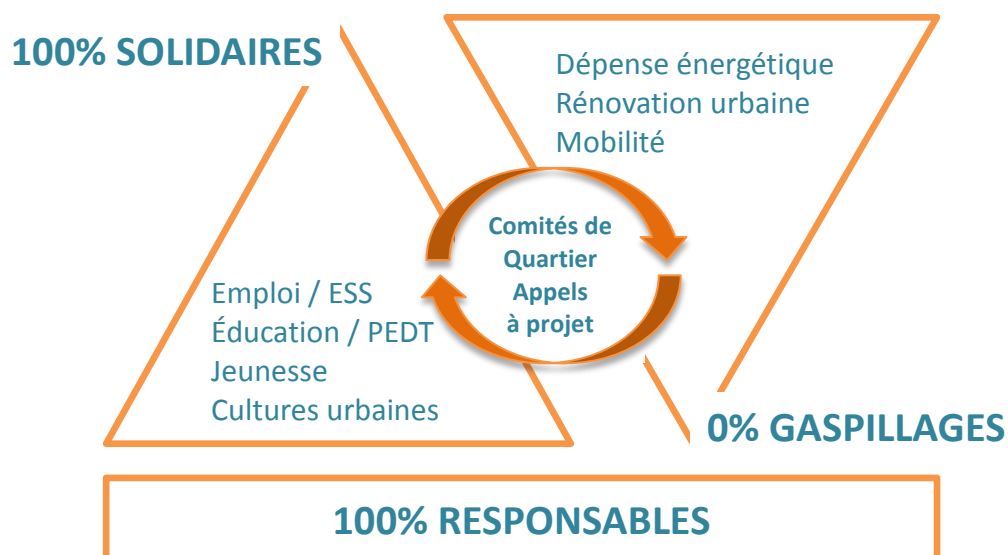 100% SOLIDAIRES
Dépense énergétique
Rénovation urbaine
Mobilité
Comités de
Quartier
Appels
à projet
Emploi / ESS
Éducation / PEDT
Jeunesse
Cultures urbaines
0% GASPILLAGES
100% RESPONSABLES